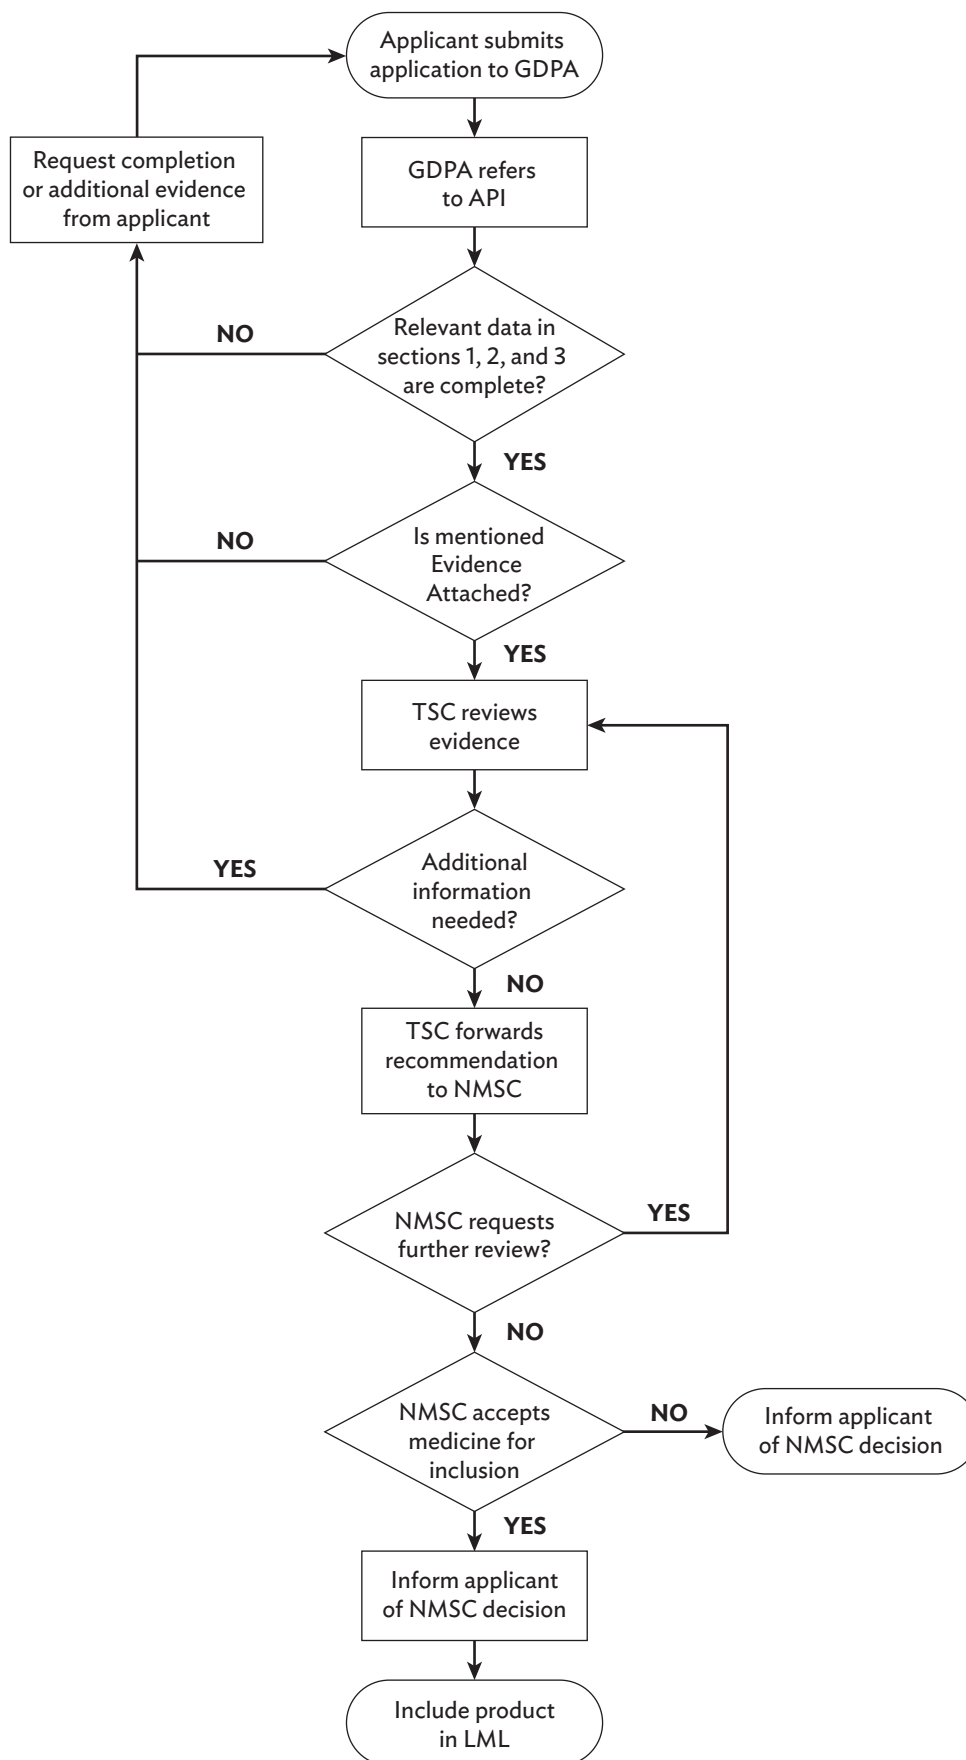 Applicant submits
application to GDPA
Request completion
or additional evidence
from applicant
GDPA refers
to API
NO
Relevant data in
sections 1, 2, and 3
are complete?
YES
NO
Is mentioned
Evidence
Attached?
YES
TSC reviews
evidence
YES
Additional
information
needed?
NO
TSC forwards
recommendation
to NMSC
NMSC requests
further review?
YES
NO
NMSC accepts
medicine for
inclusion
NO
Inform applicant
of NMSC decision
YES
Inform applicant
of NMSC decision
Include product
in LML